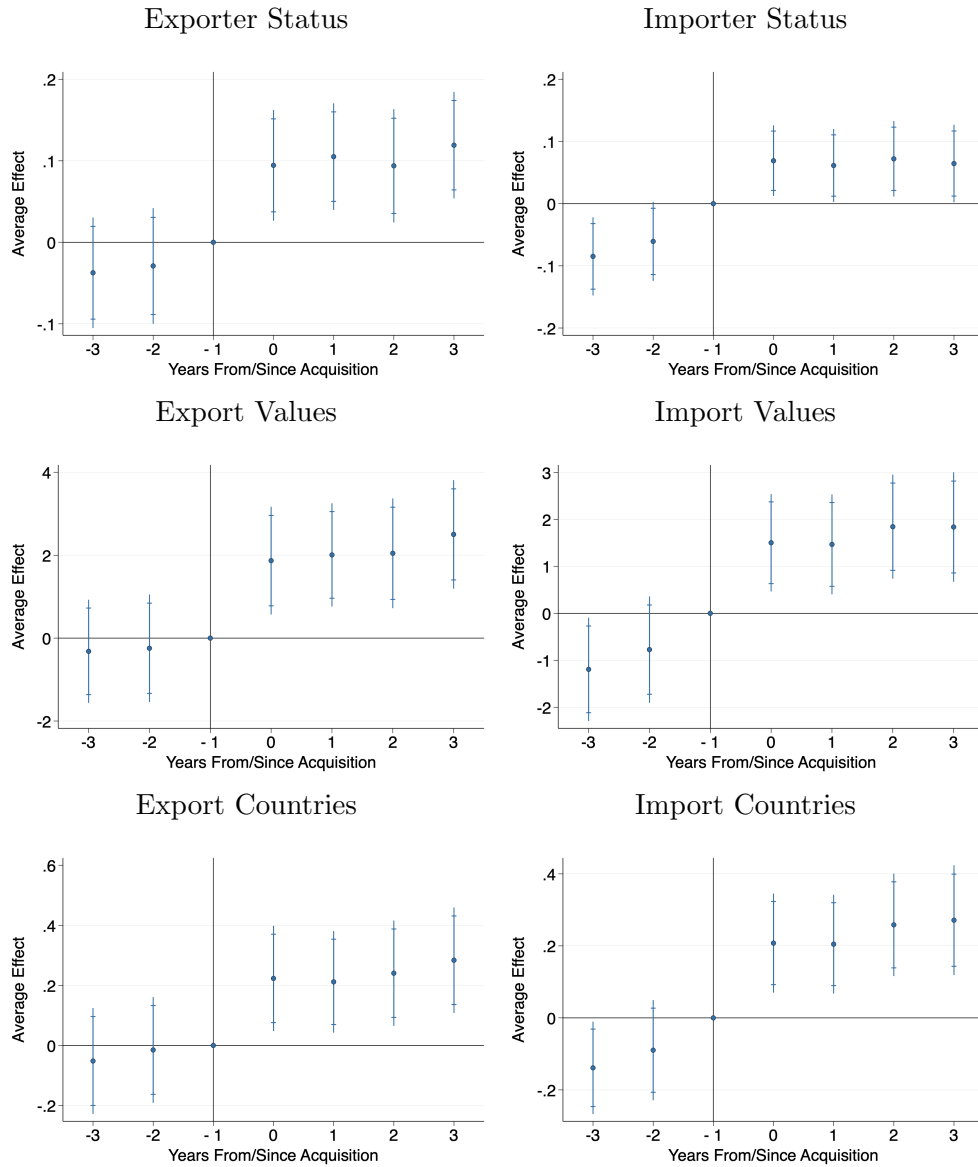 Exporter Status
Importer Status
.2
.1
0
-.1
Average Effect
-3 -2 -1 0 1 2 3
Years From/Since Acquisition
.2
.1
0
-.1
-.2
Average Effect
-3 -2 -1 0 1 2 3
Years From/Since Acquisition
Export Values
Import Values
4
2
0
-2
Average Effect
-3 -2 -1 0 1 2 3
Years From/Since Acquisition
3
2
1
0
-1
-2
Average Effect
-3 -2 -1 0 1 2 3
Years From/Since Acquisition
Export Countries
Import Countries
.6
.4
.2
0
-.2
Average Effect
-3 -2 -1 0 1 2 3
Years From/Since Acquisition
.4
.2
0
-.2
Average Effect
-3 -2 -1 0 1 2 3
Years From/Since Acquisition